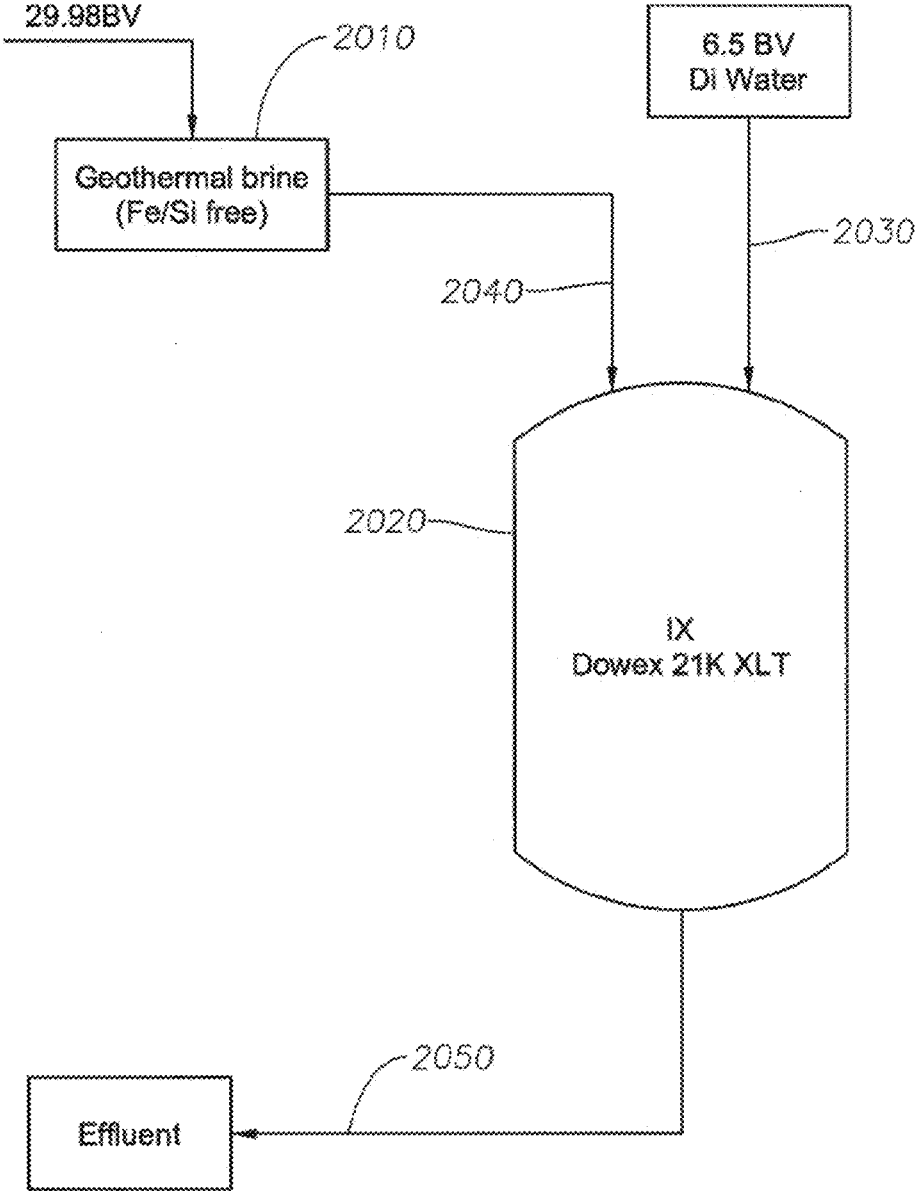 29.98BV
2010
6.5 BV
Di Water
Geothermal brine
(Fe/Si free)
2030
2040
2020
IX
Dowex 21K XLT
2050
Effluent